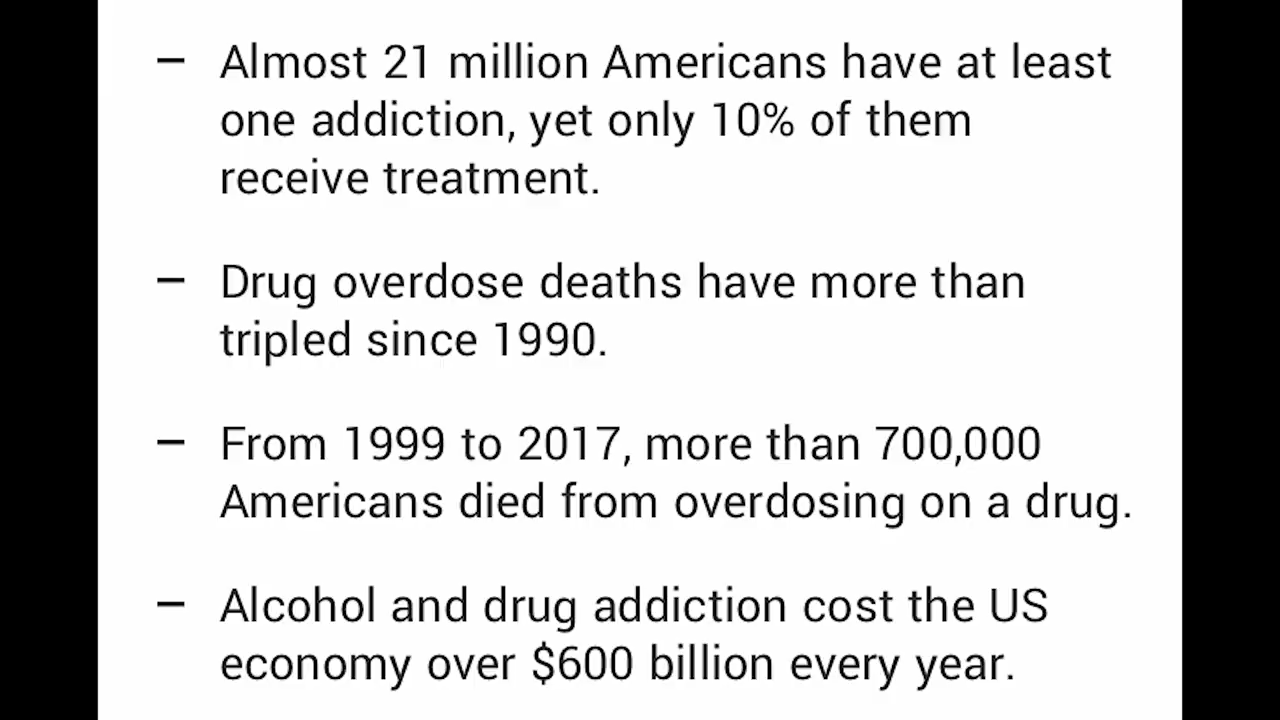 – Almost 21 million Americans have at least
one addiction, yet only 10% of them
receive treatment.
– Drug overdose deaths have more than
tripled since 1990.
– From 1999 to 2017, more than 700,000
Americans died from overdosing on a drug.
– Alcohol and drug addiction cost the US
economy over $600 billion every year.